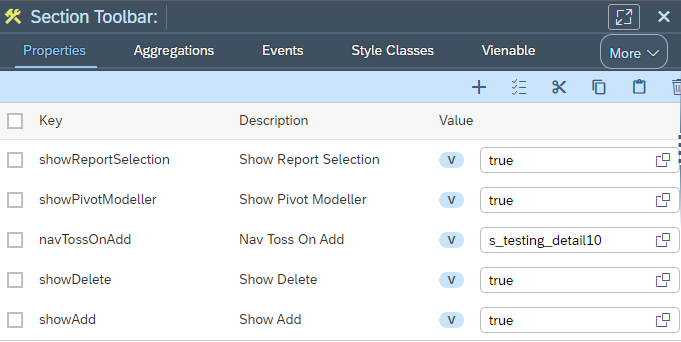 Section Toolbar:
Properties Aggregations Events Style Classes Vienable More
Key Description Value
showReportSelection Show Report Selection V true
showPivotModeller Show Pivot Modeller V true
navTossOnAdd Nav Toss On Add V s_testing_detail10
showDelete Show Delete V true
showAdd Show Add V true